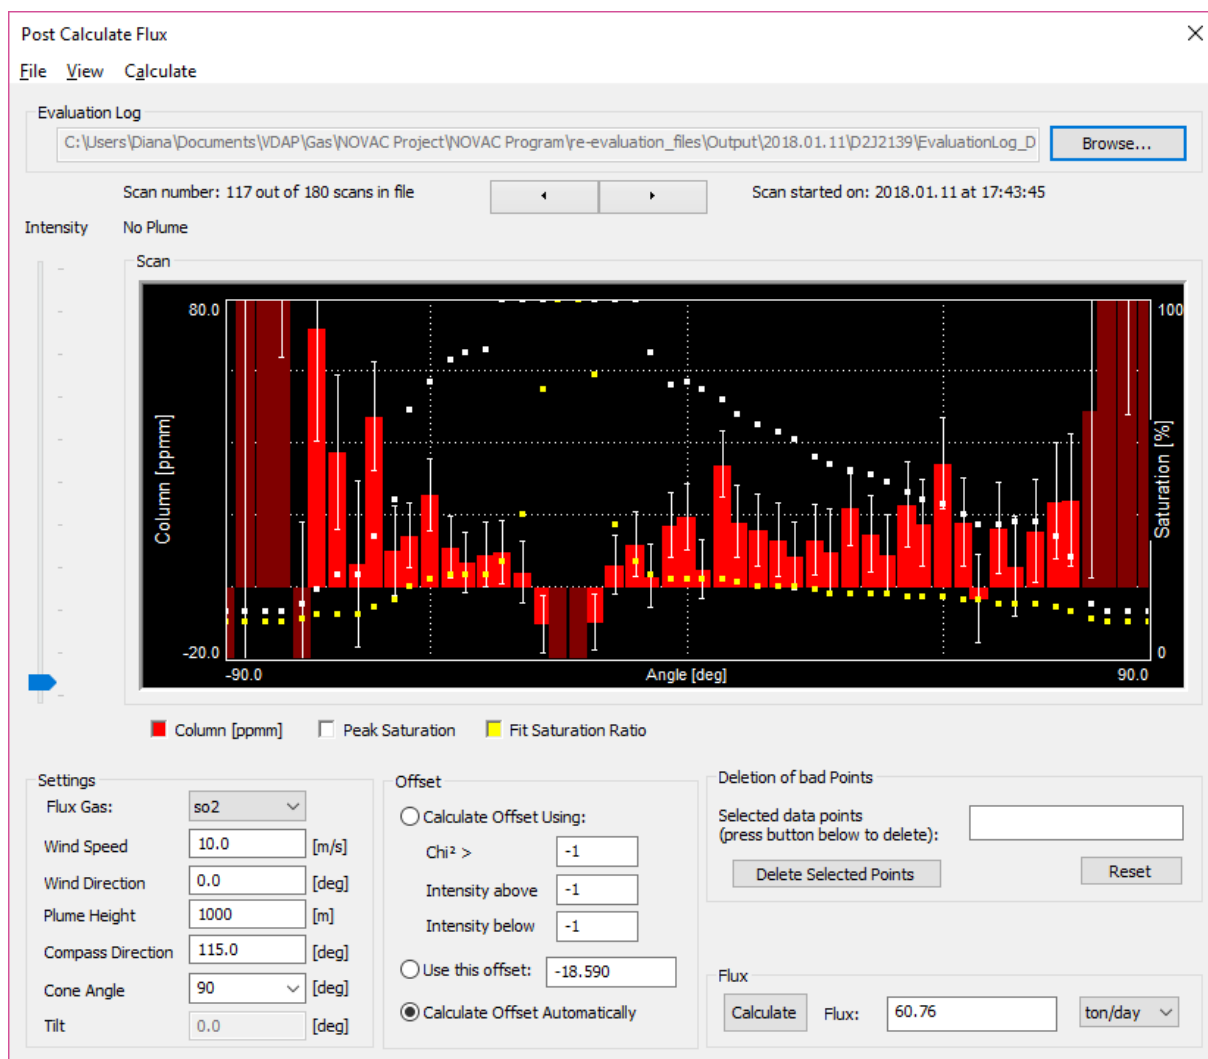 Post Calculate Flux
File View Calculate
Evaluation Log
C:\Users\Diana\Documents\VDAP\Gas\NOVAC Project\NOVAC Program\re-evaluation_files\Output\2018.01.11\D2J2139\EvaluationLog_D
Browse...
Scan number: 117 out of 180 scans in file
Scan started on: 2018.01.11 at 17:43:45
Intensity
No Plume
Scan
80.0
100
Column [ppmm]
Saturation [%]
-20.0
0
-90.0
Angle [deg]
90.0
Column [ppmm]
Peak Saturation
Fit Saturation Ratio
Settings
Flux Gas: so2
Wind Speed 10.0 [m/s]
Wind Direction 0.0 [deg]
Plume Height 1000 [m]
Compass Direction 115.0 [deg]
Cone Angle 90 [deg]
Tilt 0.0 [deg]
Offset
Calculate Offset Using:
Chi² > -1
Intensity above -1
Intensity below -1
Use this offset: -18.590
Calculate Offset Automatically
Deletion of bad Points
Selected data points
(press button below to delete):
Delete Selected Points
Reset
Flux
Calculate Flux: 60.76 ton/day